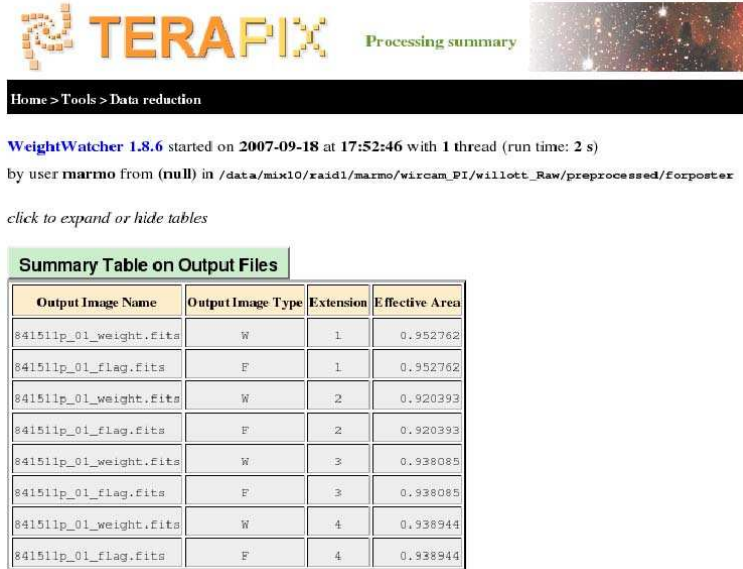 TERAPIX
Processing summary
Home > Tools > Data reduction
WeightWatcher 1.8.6 started on 2007-09-18 at 17:52:46 with 1 thread (run time: 2 s)
by user marmo from (null) in /data/mix10/raid1/marmo/wircam_PI/willott_Raw/preprocessed/forposter
click to expand or hide tables
Summary Table on Output Files
Output Image Name Output Image Type Extension Effective Area
841511p_01_weight.fits W 1 0.952762
841511p_01_flag.fits F 1 0.952762
841511p_01_weight.fits W 2 0.920393
841511p_01_flag.fits F 2 0.920393
841511p_01_weight.fits W 3 0.938085
841511p_01_flag.fits F 3 0.938085
841511p_01_weight.fits W 4 0.938944
841511p_01_flag.fits F 4 0.938944